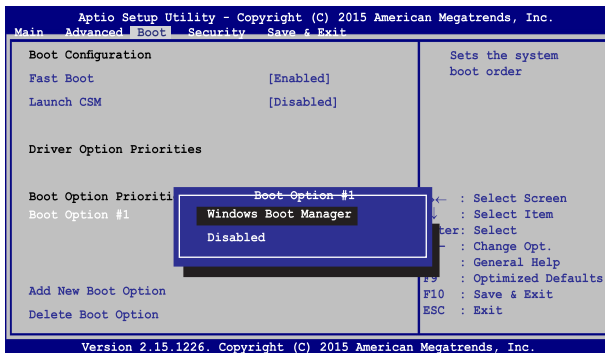 Aptio Setup Utility - Copyright (C) 2015 American Megatrends, Inc.
Main Advanced Boot Security Save & Exit
Boot Configuration
Fast Boot [Enabled]
Launch CSM [Disabled]
Driver Option Priorities
Boot Option Prioriti
Boot Option #1
Boot Option #1
Windows Boot Manager
Disabled
Add New Boot Option
Delete Boot Option
Sets the system
boot order
→← : Select Screen
↓ : Select Item
ter: Select
— : Change Opt.
: General Help
F9 : Optimized Defaults
F10 : Save & Exit
ESC : Exit
Version 2.15.1226. Copyright (C) 2015 American Megatrends, Inc.